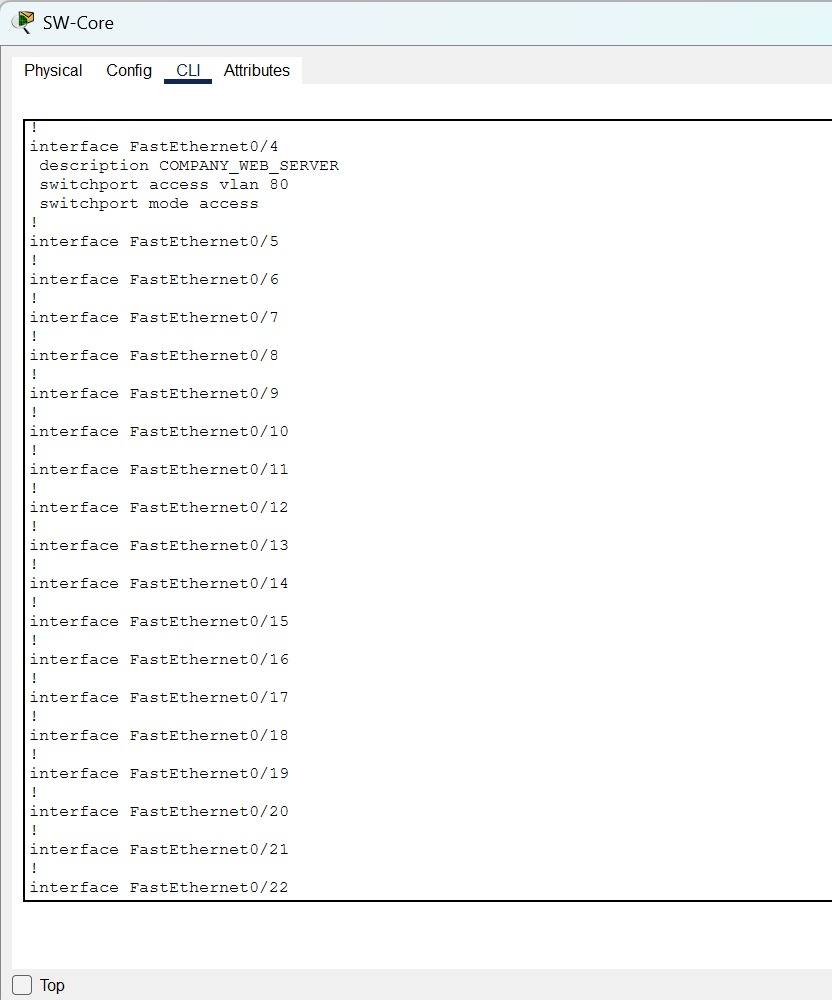 SW-Core
Physical Config CLI Attributes
!
interface FastEthernet0/4
 description COMPANY_WEB_SERVER
 switchport access vlan 80
 switchport mode access
!
interface FastEthernet0/5
!
interface FastEthernet0/6
!
interface FastEthernet0/7
!
interface FastEthernet0/8
!
interface FastEthernet0/9
!
interface FastEthernet0/10
!
interface FastEthernet0/11
!
interface FastEthernet0/12
!
interface FastEthernet0/13
!
interface FastEthernet0/14
!
interface FastEthernet0/15
!
interface FastEthernet0/16
!
interface FastEthernet0/17
!
interface FastEthernet0/18
!
interface FastEthernet0/19
!
interface FastEthernet0/20
!
interface FastEthernet0/21
!
interface FastEthernet0/22
Top